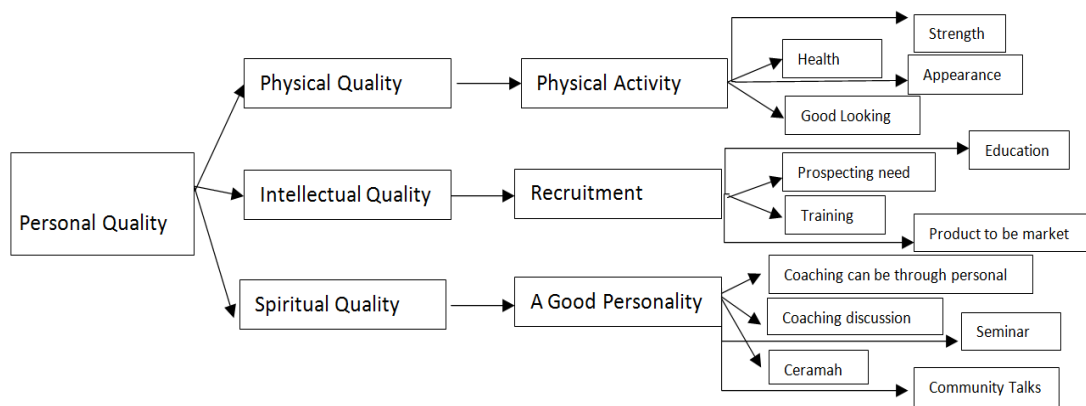 Personal Quality
Physical Quality
Physical Activity
Strength
Health
Appearance
Good Looking
Intellectual Quality
Recruitment
Education
Prospecting need
Training
Product to be market
Spiritual Quality
A Good Personality
Coaching can be through personal
Coaching discussion
Seminar
Ceramah
Community Talks